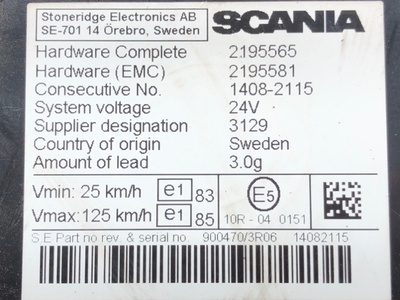 Stoneridge Electronics AB
SE-701 14 Örebro, Sweden
SCANIA
Hardware Complete 2195565
Hardware (EMC) 2195581
Consecutive No. 1408-2115
System voltage 24V
Supplier designation 3129
Country of origin Sweden
Amount of lead 3.0g
Vmin: 25 km/h e1 83
Vmax: 125 km/h e1 85
E5
10R - 04 0151
S.E Part no rev. & serial no. 900470/3R06 14082115